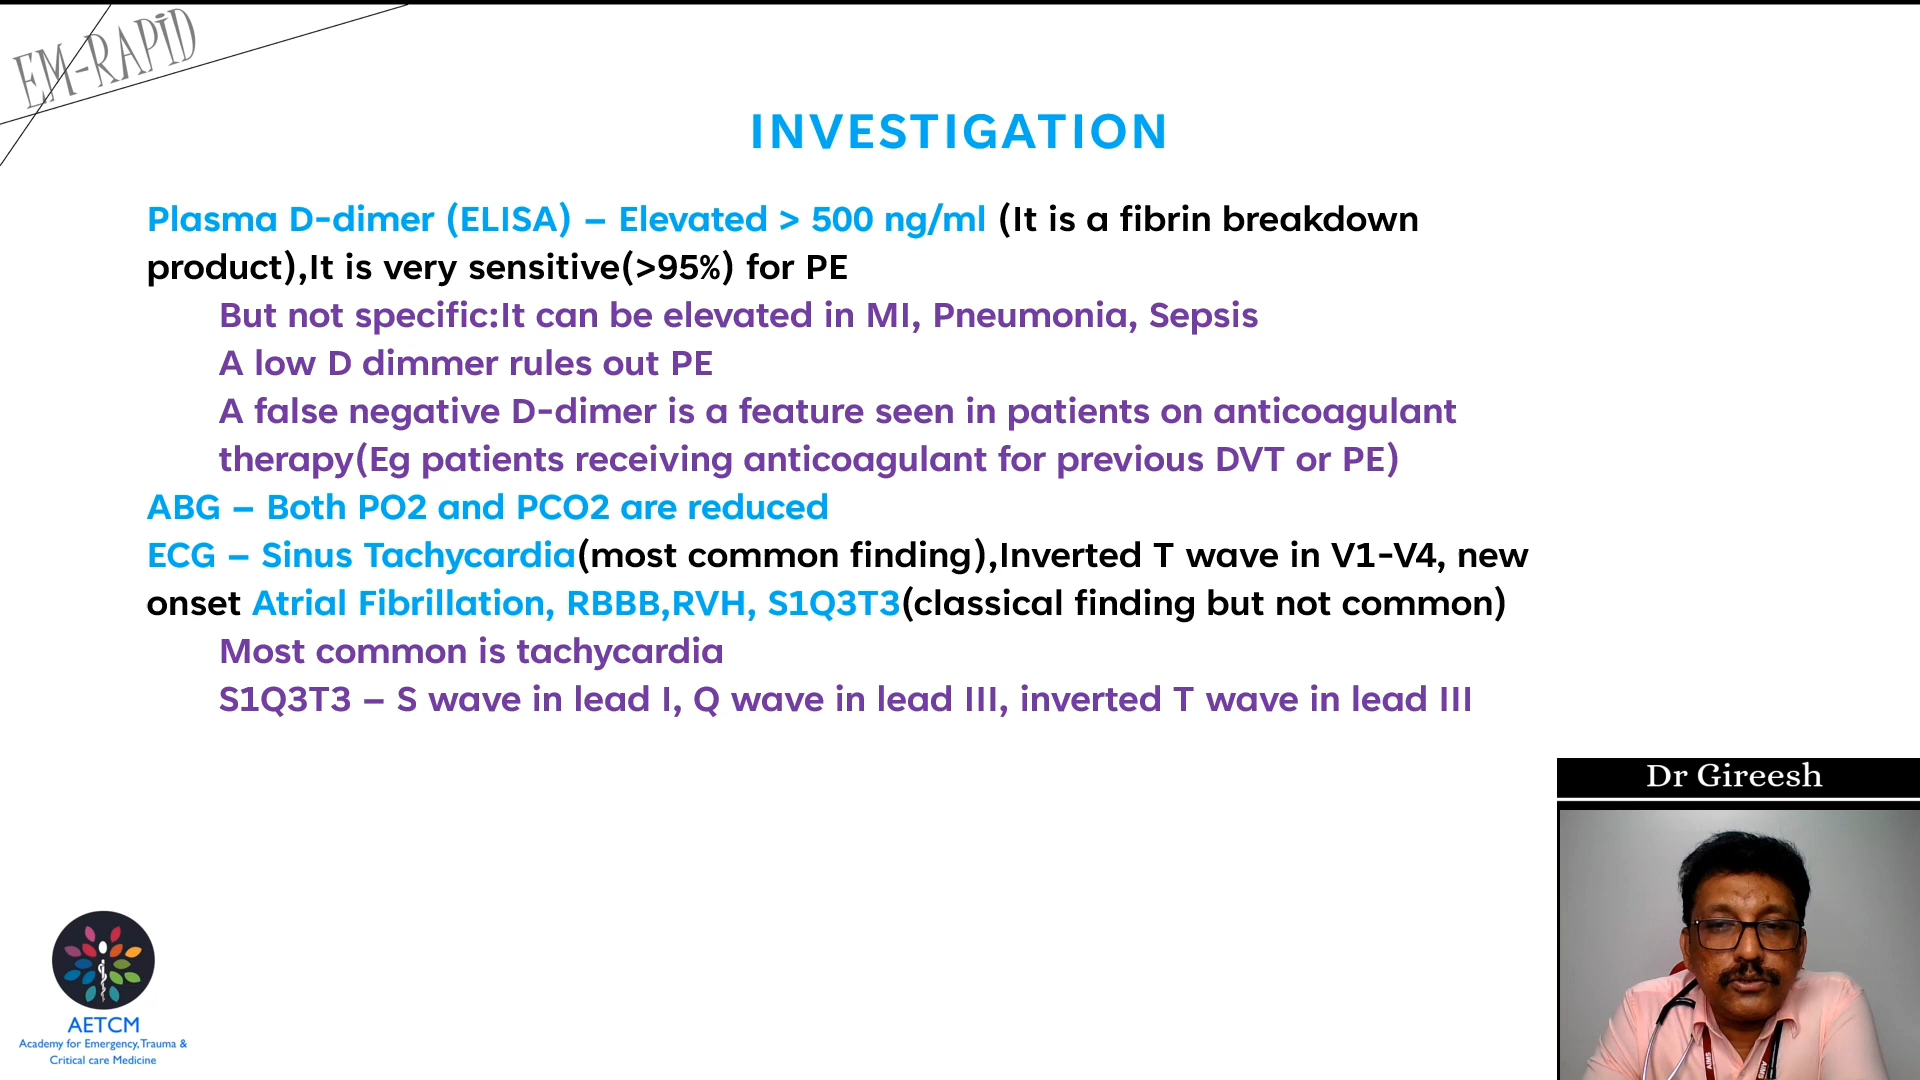 EM-RAPiD
INVESTIGATION
Plasma D-dimer (ELISA) – Elevated > 500 ng/ml (It is a fibrin breakdown
product),It is very sensitive(>95%) for PE
But not specific:It can be elevated in MI, Pneumonia, Sepsis
A low D dimmer rules out PE
A false negative D-dimer is a feature seen in patients on anticoagulant
therapy(Eg patients receiving anticoagulant for previous DVT or PE)
ABG – Both PO2 and PCO2 are reduced
ECG – Sinus Tachycardia(most common finding),Inverted T wave in V1-V4, new
onset Atrial Fibrillation, RBBB,RVH, S1Q3T3(classical finding but not common)
Most common is tachycardia
S1Q3T3 – S wave in lead I, Q wave in lead III, inverted T wave in lead III
Dr Gireesh
AETCM
Academy for Emergency,Trauma &
Critical care Medicine